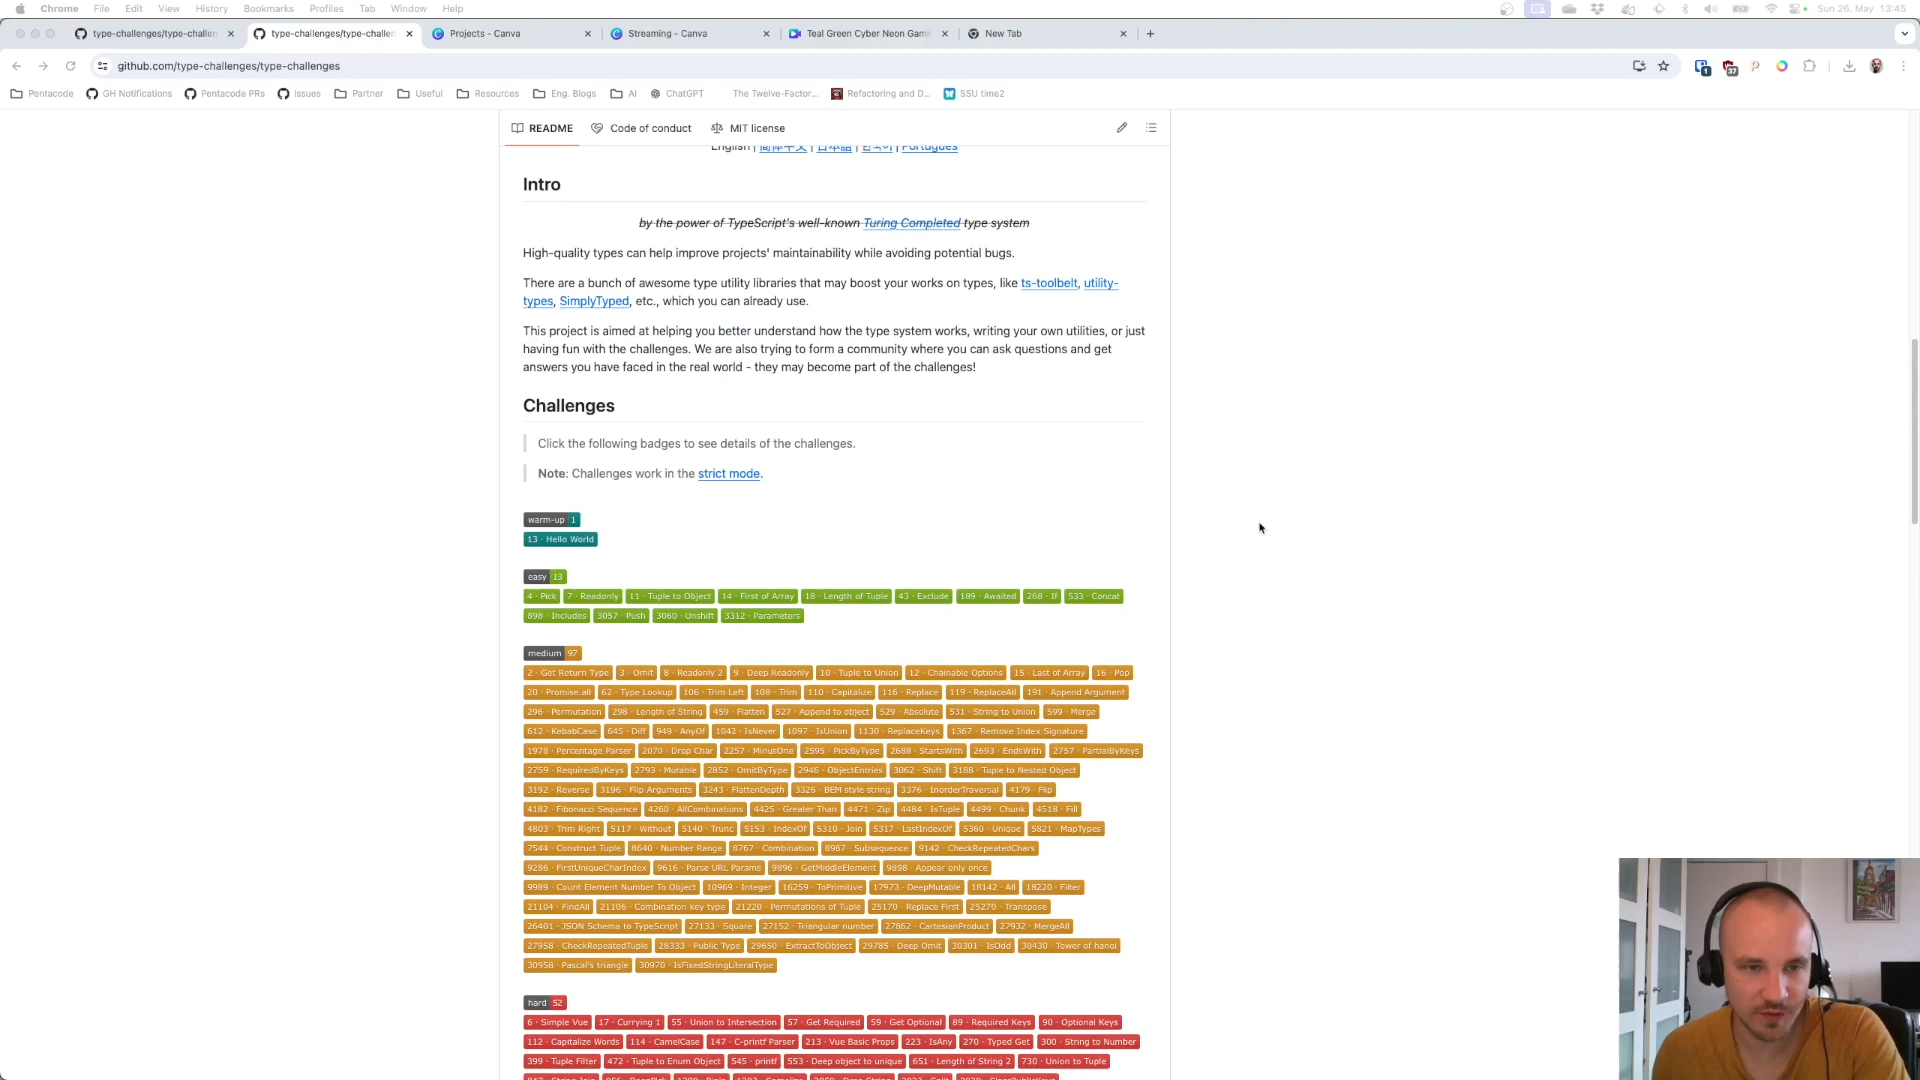 Chrome File Edit View History Bookmarks Profiles Tab Window Help Sun 26. May 13:45
type-challenges/type-challen type-challenges/type-challen Projects - Canva Streaming - Canva Teal Green Cyber Neon Gami New Tab
github.com/type-challenges/type-challenges
Pentacode GH Notifications Pentacode PRs Issues Partner Useful Resources Eng. Blogs AI ChatGPT The Twelve-Factor... Refactoring and D... SSU time2
README Code of conduct MIT license
English | 简体中文 | 日本語 | 한국어 | Português
Intro
by the power of TypeScript's well-known Turing Completed type system
High-quality types can help improve projects' maintainability while avoiding potential bugs.
There are a bunch of awesome type utility libraries that may boost your works on types, like ts-toolbelt, utility-
types, SimplyTyped, etc., which you can already use.
This project is aimed at helping you better understand how the type system works, writing your own utilities, or just
having fun with the challenges. We are also trying to form a community where you can ask questions and get
answers you have faced in the real world - they may become part of the challenges!
Challenges
Click the following badges to see details of the challenges.
Note: Challenges work in the strict mode.
warm-up 1
13 · Hello World
easy 13
4 · Pick 7 · Readonly 11 · Tuple to Object 14 · First of Array 18 · Length of Tuple 43 · Exclude 189 · Awaited 268 · If 533 · Concat
898 · Includes 3057 · Push 3060 · Unshift 3312 · Parameters
medium 97
2 · Get Return Type 3 · Omit 8 · Readonly 2 9 · Deep Readonly 10 · Tuple to Union 12 · Chainable Options 15 · Last of Array 16 · Pop
20 · Promise.all 62 · Type Lookup 106 · Trim Left 108 · Trim 110 · Capitalize 116 · Replace 119 · ReplaceAll 191 · Append Argument
296 · Permutation 298 · Length of String 459 · Flatten 527 · Append to object 529 · Absolute 531 · String to Union 599 · Merge
612 · KebabCase 645 · Diff 949 · AnyOf 1042 · IsNever 1097 · IsUnion 1130 · ReplaceKeys 1367 · Remove Index Signature
1978 · Percentage Parser 2070 · Drop Char 2257 · MinusOne 2595 · PickByType 2688 · StartsWith 2693 · EndsWith 2757 · PartialByKeys
2759 · RequiredByKeys 2793 · Mutable 2852 · OmitByType 2946 · ObjectEntries 3062 · Shift 3188 · Tuple to Nested Object
3192 · Reverse 3196 · Flip Arguments 3243 · FlattenDepth 3326 · BEM style string 3376 · InorderTraversal 4179 · Flip
4182 · Fibonacci Sequence 4260 · AllCombinations 4425 · Greater Than 4471 · Zip 4484 · IsTuple 4499 · Chunk 4518 · Fill
4803 · Trim Right 5117 · Without 5140 · Trunc 5153 · IndexOf 5310 · Join 5317 · LastIndexOf 5360 · Unique 5821 · MapTypes
7544 · Construct Tuple 8640 · Number Range 8767 · Combination 8987 · Subsequence 9142 · CheckRepeatedChars
9286 · FirstUniqueCharIndex 9616 · Parse URL Params 9896 · GetMiddleElement 9898 · Appear only once
9989 · Count Element Number To Object 10969 · Integer 16259 · ToPrimitive 17973 · DeepMutable 18142 · All 18220 · Filter
21104 · FindAll 21106 · Combination key type 21220 · Permutations of Tuple 25170 · Replace First 25270 · Transpose
26401 · JSON Schema to TypeScript 27133 · Square 27152 · Triangular number 27862 · CartesianProduct 27932 · MergeAll
27958 · CheckRepeatedTuple 28333 · Public Type 29650 · ExtractToObject 29785 · Deep Omit 30301 · IsOdd 30430 · Tower of hanoi
30958 · Pascal's triangle 30970 · IsFixedStringLiteralType
hard 52
6 · Simple Vue 17 · Currying 1 55 · Union to Intersection 57 · Get Required 59 · Get Optional 89 · Required Keys 90 · Optional Keys
112 · Capitalize Words 114 · CamelCase 147 · C-printf Parser 213 · Vue Basic Props 223 · IsAny 270 · Typed Get 300 · String to Number
399 · Tuple Filter 472 · Tuple to Enum Object 545 · printf 553 · Deep object to unique 651 · Length of String 2 730 · Union to Tuple